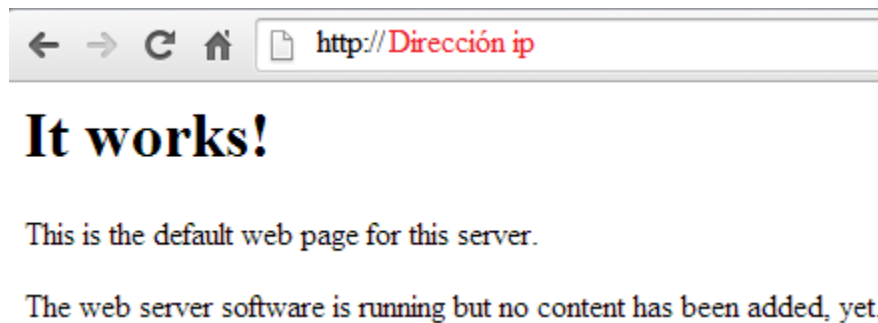 http://Dirección ip
It works!
This is the default web page for this server.
The web server software is running but no content has been added, yet.